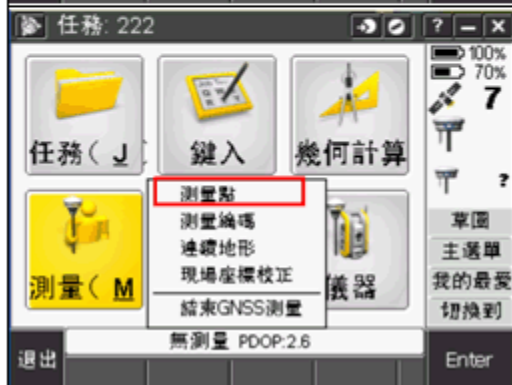 任務: 222
? – ×
100%
70%
7
任務( J
鍵入
幾何計算
?
測量點
測量編碼
連續地形
現場座標校正
結束GNSS測量
測量( M
儀器
草圖
主選單
我的最愛
切換到
無測量 PDOP:2.6
退出
Enter